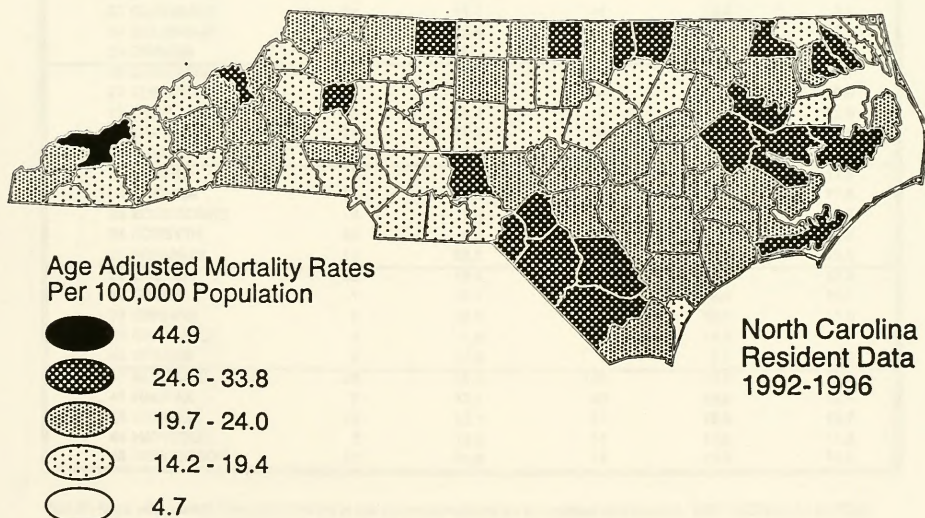 Age Adjusted Mortality Rates
Per 100,000 Population
44.9
24.6 - 33.8
19.7 - 24.0
14.2 - 19.4
4.7
North Carolina
Resident Data
1992-1996